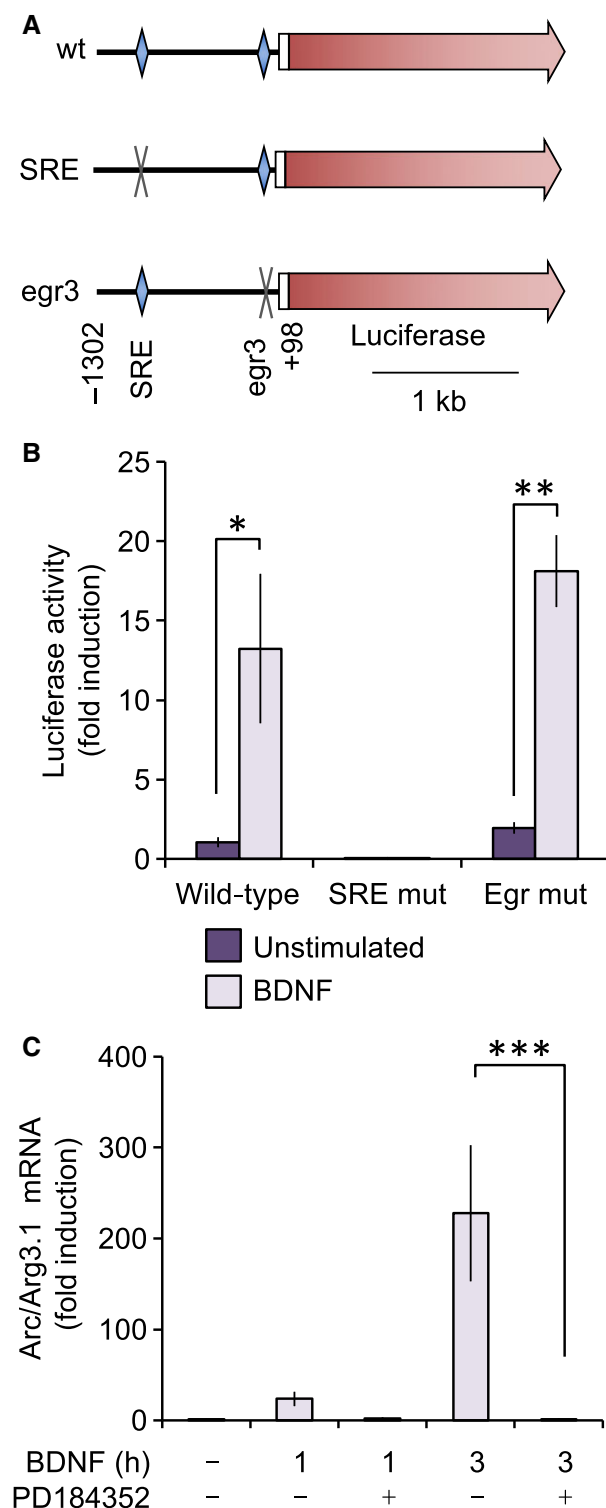 A
wt
SRE
egr3
−1302
SRE
egr3
+98
Luciferase
1 kb
B
Luciferase activity
(fold induction)
25
20
15
10
5
0
*
**
Wild-type SRE mut Egr mut
Unstimulated
BDNF
C
Arc/Arg3.1 mRNA
(fold induction)
400
300
200
100
0
***
BDNF (h) − 1 1 3 3
PD184352 − − + − +